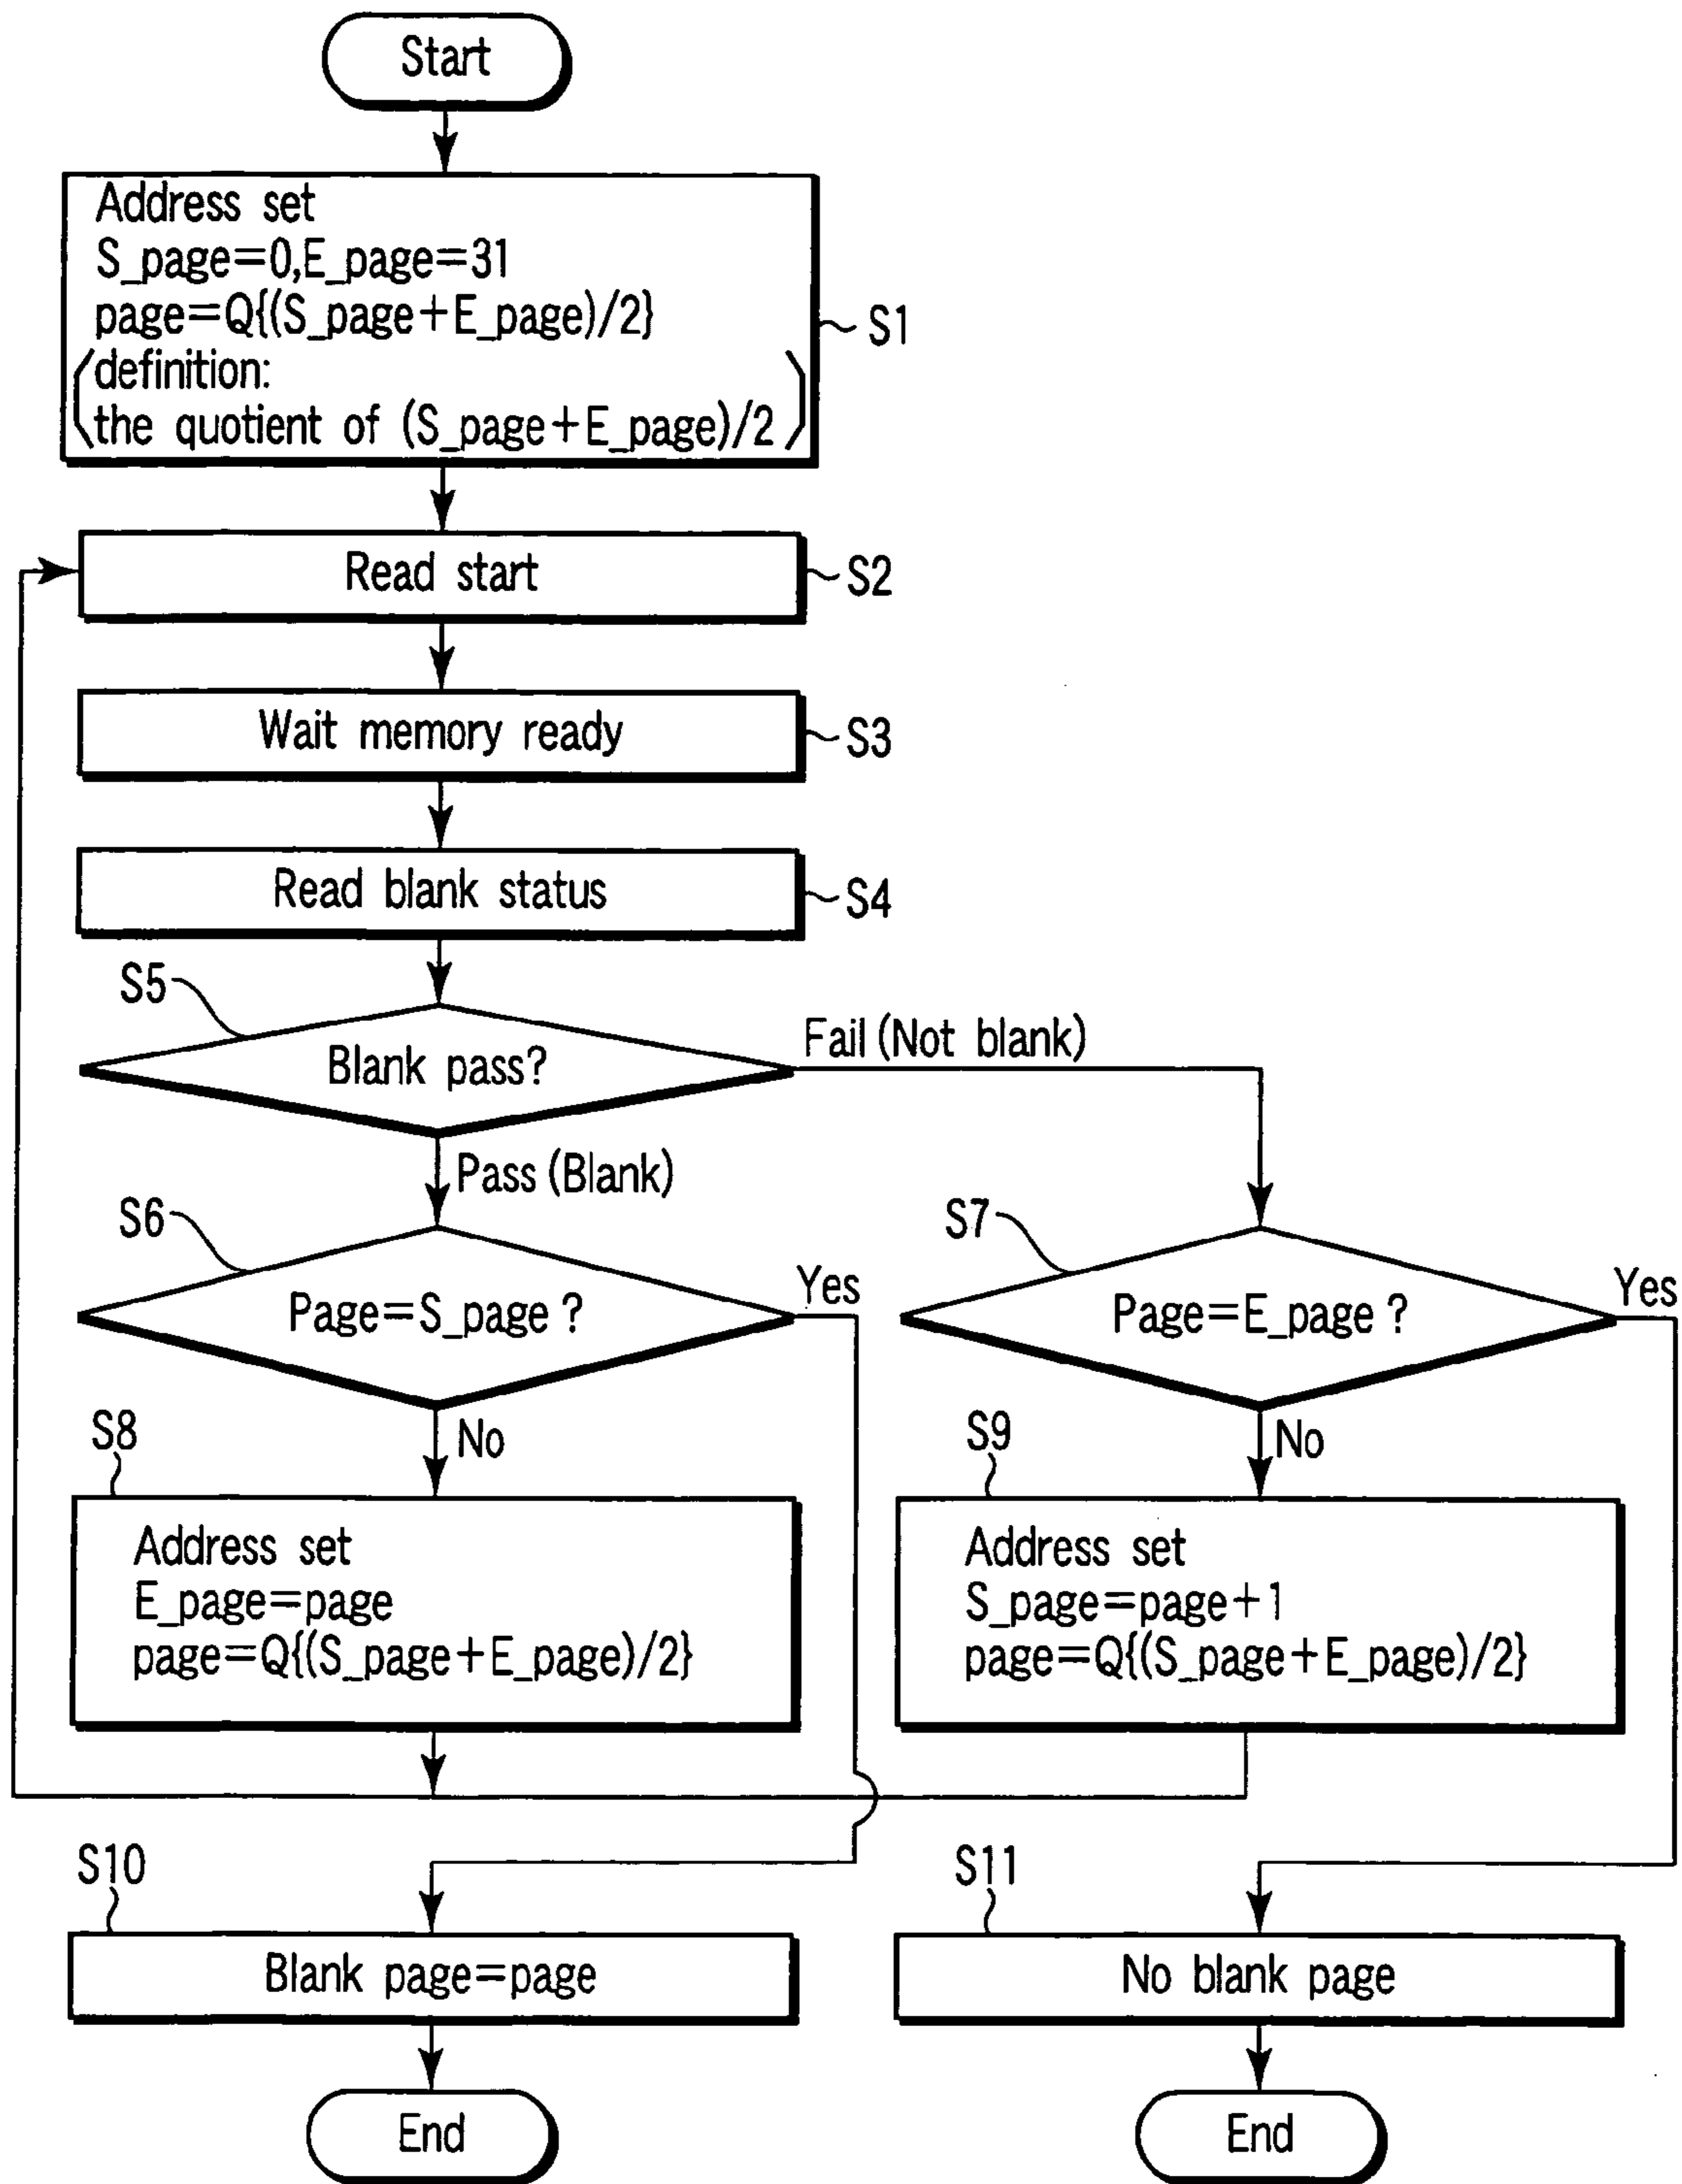 Start
Address set
S_page=0,E_page=31
page=Q{(S_page+E_page)/2}
(definition:
the quotient of (S_page+E_page)/2)
S1
Read start
S2
Wait memory ready
S3
Read blank status
S4
S5
Blank pass?
Fail (Not blank)
Pass (Blank)
S6
Page=S_page ?
Yes
S7
Page=E_page ?
Yes
No
No
S8
Address set
E_page=page
page=Q{(S_page+E_page)/2}
S9
Address set
S_page=page+1
page=Q{(S_page+E_page)/2}
S10
Blank page=page
S11
No blank page
End
End